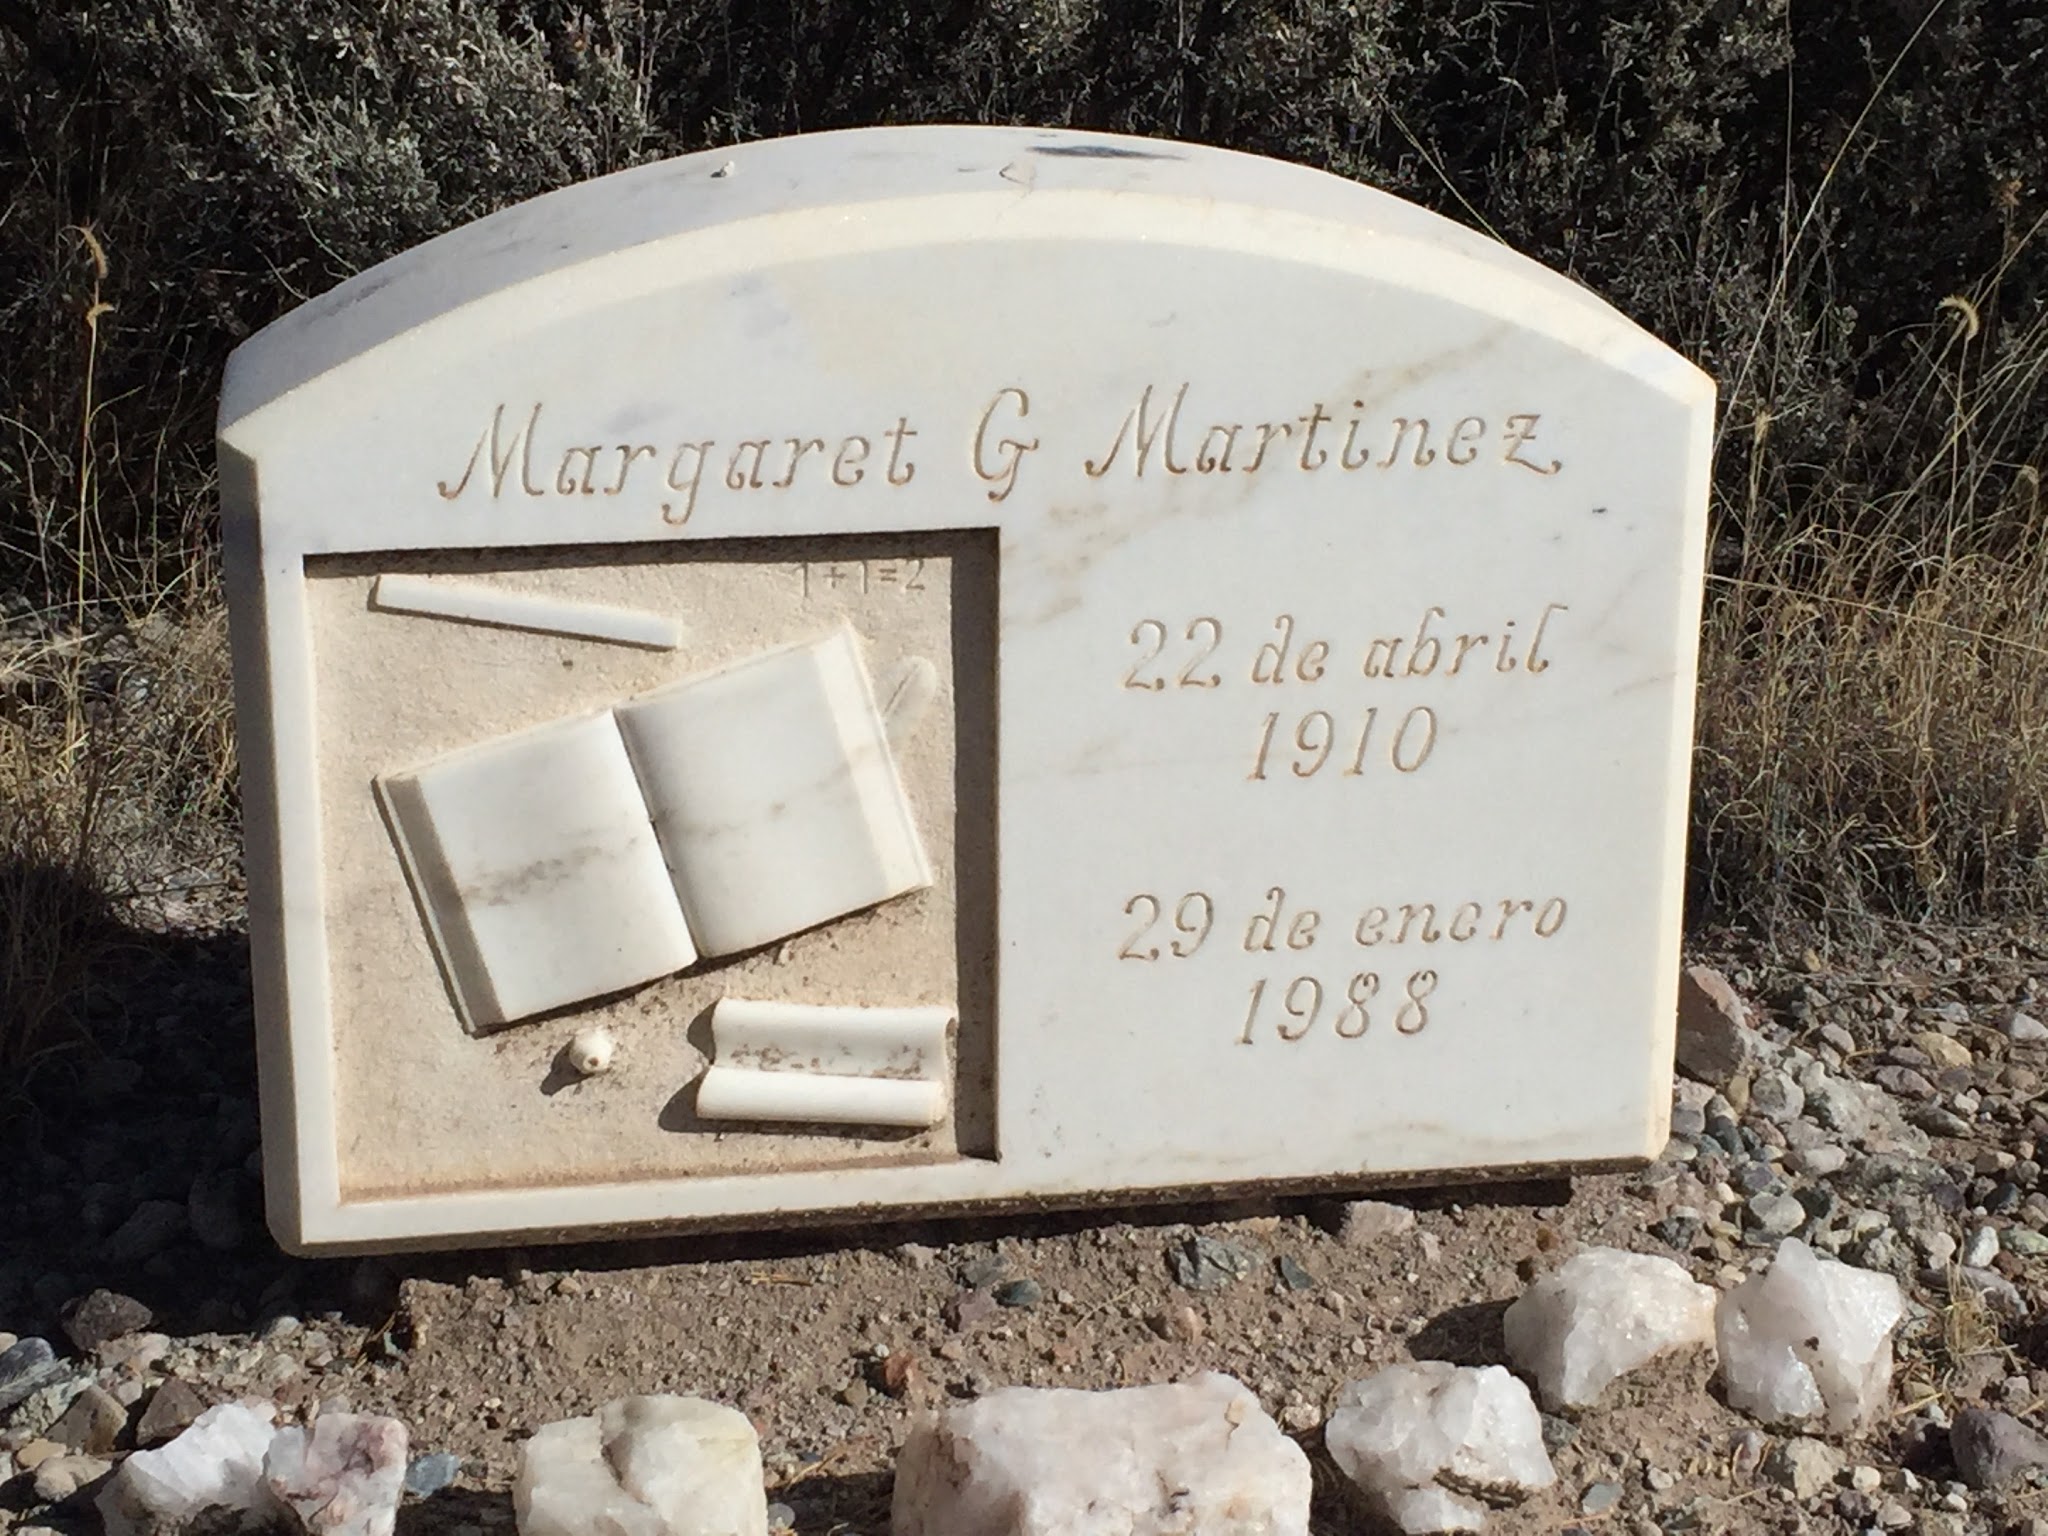 Margaret G Martinez
1+1=2
22 de abril
1910
29 de enero
1988